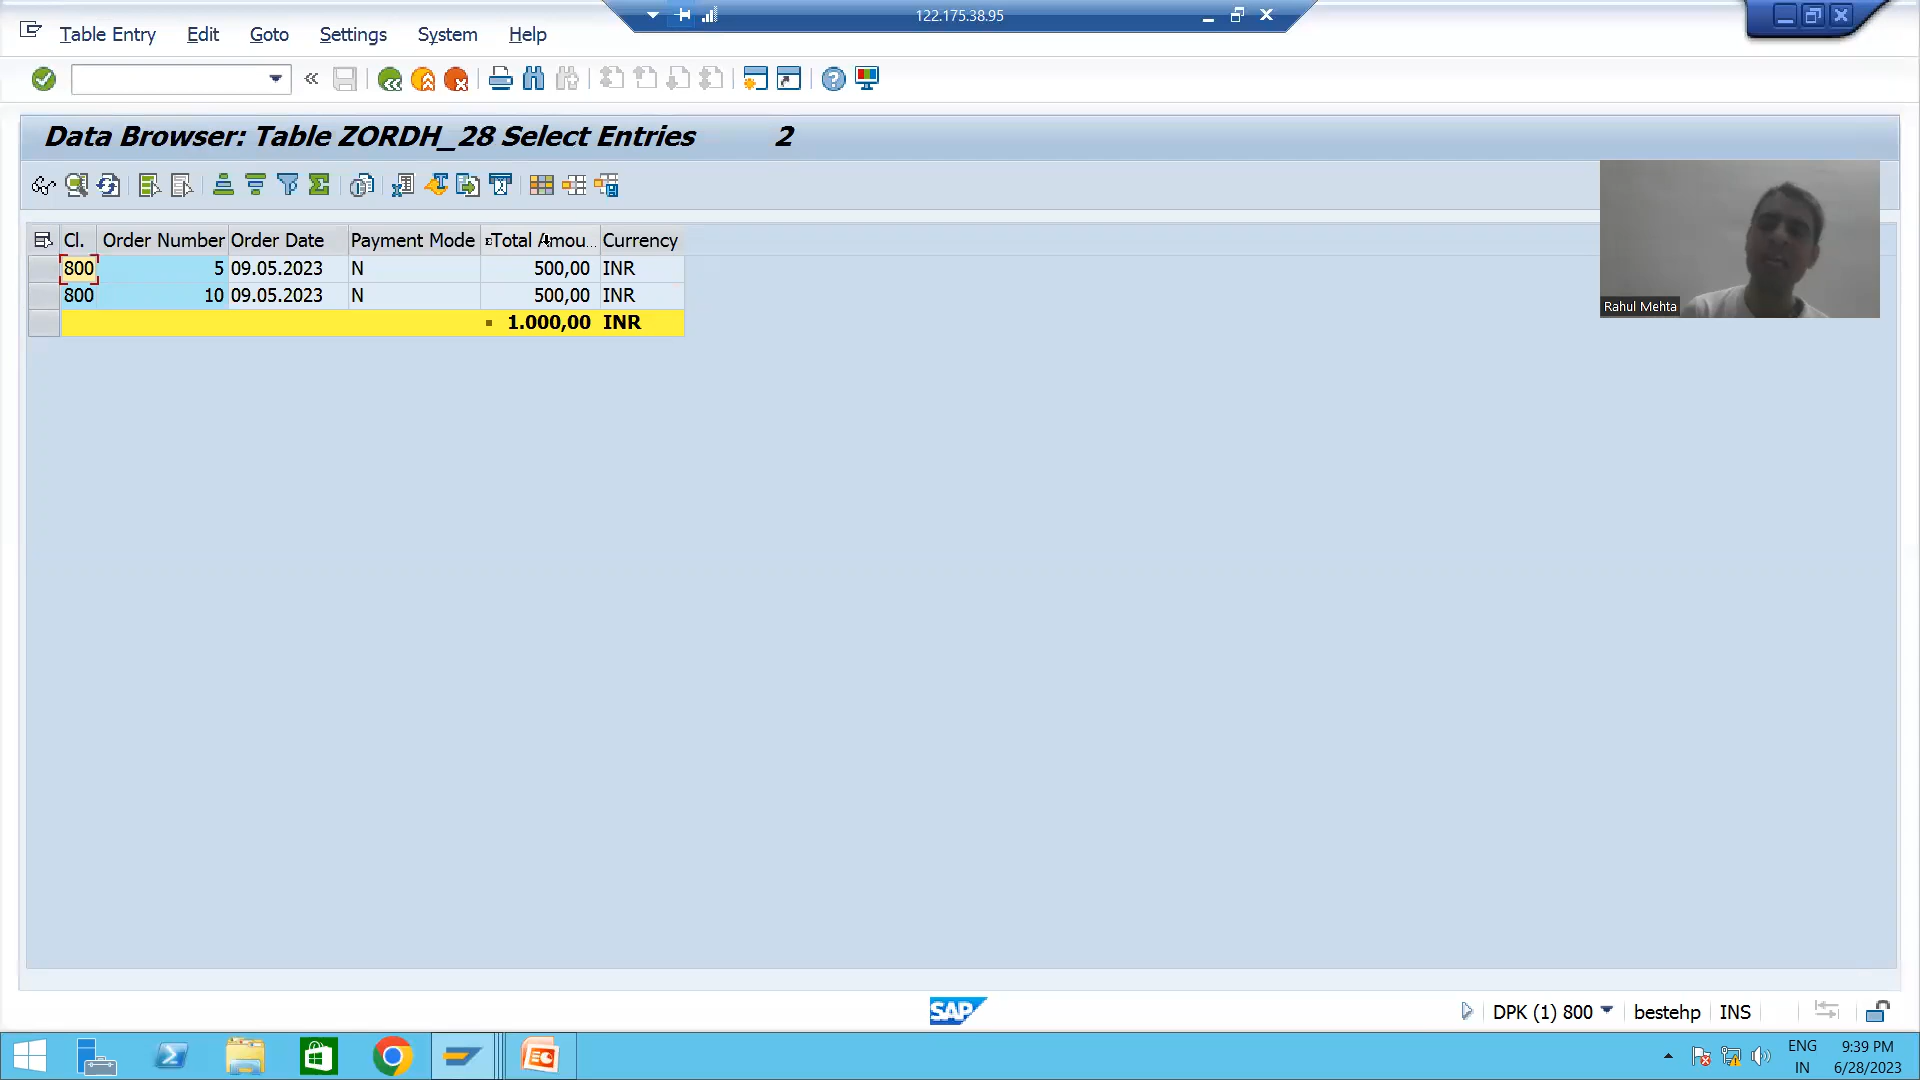 122.175.38.95
Table Entry Edit Goto Settings System Help
Data Browser: Table ZORDH_28 Select Entries 2
Cl. Order Number Order Date Payment Mode Total Amou... Currency
800 5 09.05.2023 N 500,00 INR
800 10 09.05.2023 N 500,00 INR
1.000,00 INR
Rahul Mehta
SAP
DPK (1) 800 bestehp INS
ENG 9:39 PM
IN 6/28/2023